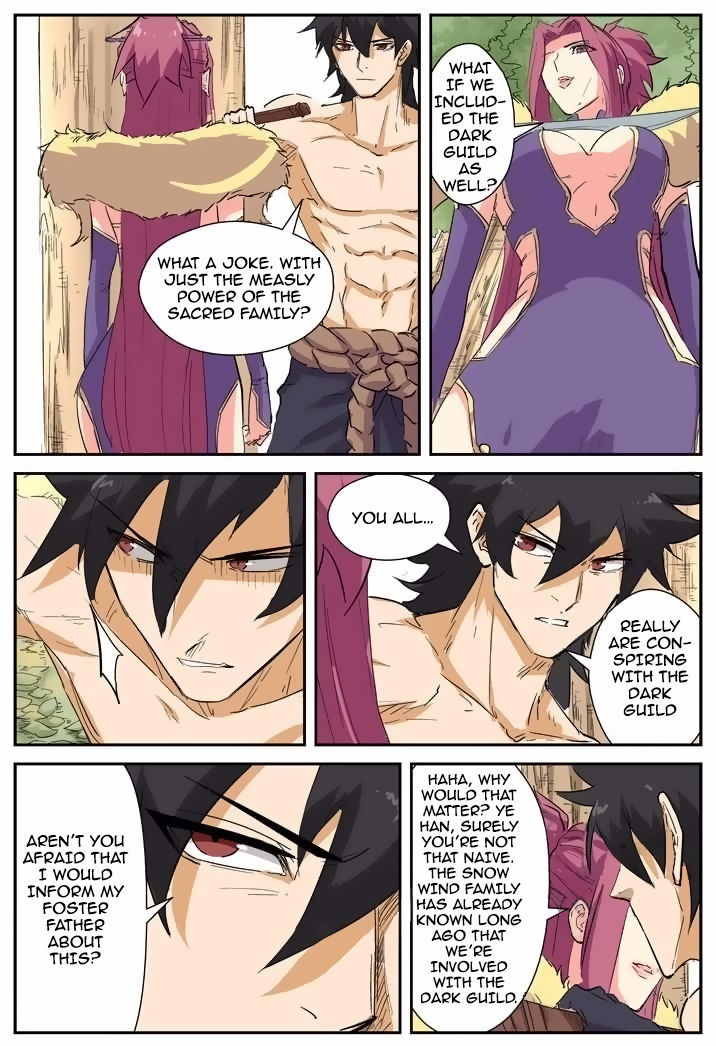 WHAT A JOKE. WITH
JUST THE MEASLY
POWER OF THE
SACRED FAMILY?
WHAT
IF WE
INCLUD-
ED THE
DARK
GUILD
AS
WELL?
YOU ALL...
REALLY
ARE CON-
SPIRING
WITH THE
DARK
GUILD
AREN'T YOU
AFRAID THAT
I WOULD
INFORM MY
FOSTER
FATHER
ABOUT
THIS?
HAHA, WHY
WOULD THAT
MATTER? YE
HAN, SURELY
YOU'RE NOT
THAT NAIVE.
THE SNOW
WIND FAMILY
HAS ALREADY
KNOWN LONG
AGO THAT
WE'RE
INVOLVED
WITH THE
DARK GUILD.